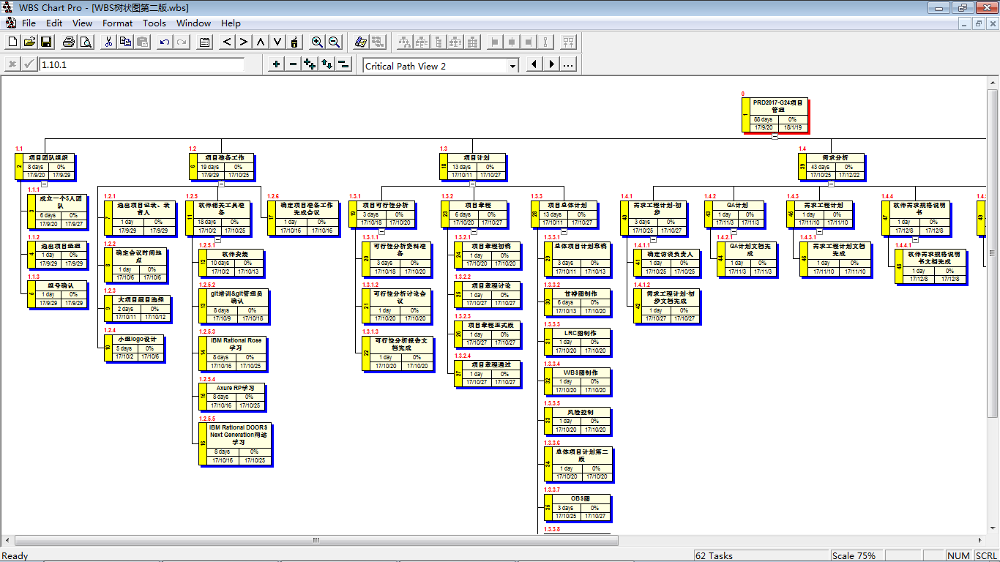 WBS Chart Pro - [WBS树状图第二版.wbs]
File Edit View Format Tools Window Help
1.10.1
Critical Path View 2
0
1
PRD2017-G24项目
管理
88 days 0%
17/9/20 18/1/19
1.1
2
项目团队组织
8 days 0%
17/9/20 17/9/29
1.1.1
3
成立一个5人团
队
6 days 0%
17/9/20 17/9/27
1.1.2
4
选出项目经理
1 day 0%
17/9/29 17/9/29
1.1.3
5
组号确认
1 day 0%
17/9/29 17/9/29
1.2
6
项目准备工作
19 days 0%
17/9/29 17/10/25
1.2.1
7
选出项目记录、录
音人
1 day 0%
17/9/29 17/9/29
1.2.2
8
确定会议时间地
点
1 day 0%
17/10/6 17/10/6
1.2.3
9
大项目题目选择
2 days 0%
17/10/11 17/10/12
1.2.4
10
小组logo设计
5 days 0%
17/10/2 17/10/6
1.2.5
11
软件相关工具准
备
18 days 0%
17/10/2 17/10/25
1.2.5.1
12
软件安装
10 days 0%
17/10/2 17/10/13
1.2.5.2
13
git培训&git管理员
确认
8 days 0%
17/10/9 17/10/18
1.2.5.3
14
IBM Rational Rose
学习
8 days 0%
17/10/16 17/10/25
1.2.5.4
15
Axure RP学习
8 days 0%
17/10/16 17/10/25
1.2.5.5
16
IBM Rational DOORS
Next Generation网站
学习
8 days 0%
17/10/16 17/10/25
1.2.6
17
确定项目准备工作
完成会议
1 day 0%
17/10/16 17/10/16
1.3
18
项目计划
13 days 0%
17/10/11 17/10/27
1.3.1
19
项目可行性分析
3 days 0%
17/10/18 17/10/20
1.3.1.1
20
可行性分析资料准
备
3 days 0%
17/10/18 17/10/20
1.3.1.2
21
可行性分析讨论会
议
1 day 0%
17/10/20 17/10/20
1.3.1.3
22
可行性分析报告文
档完成
1 day 0%
17/10/20 17/10/20
1.3.2
23
项目章程
6 days 0%
17/10/20 17/10/27
1.3.2.1
24
项目章程初稿
1 day 0%
17/10/20 17/10/20
1.3.2.2
25
项目章程讨论
1 day 0%
17/10/27 17/10/27
1.3.2.3
26
项目章程正式版
1 day 0%
17/10/27 17/10/27
1.3.2.4
27
项目章程通过
1 day 0%
17/10/27 17/10/27
1.3.3
28
项目总体计划
13 days 0%
17/10/11 17/10/27
1.3.3.1
29
总体项目计划草稿
3 days 0%
17/10/11 17/10/13
1.3.3.2
30
甘特图制作
6 days 0%
17/10/13 17/10/20
1.3.3.3
31
LRC图制作
1 day 0%
17/10/20 17/10/20
1.3.3.4
32
WBS图制作
1 day 0%
17/10/20 17/10/20
1.3.3.5
33
风险控制
1 day 0%
17/10/20 17/10/20
1.3.3.6
34
总体项目计划第二
版
1 day 0%
17/10/20 17/10/20
1.3.3.7
35
OBS图
3 days 0%
17/10/25 17/10/27
1.3.3.8
1.4
39
需求分析
43 days 0%
17/10/25 17/12/22
1.4.1
40
需求工程计划-初
步
3 days 0%
17/10/25 17/10/27
1.4.1.1
41
确定访谈负责人
1 day 0%
17/10/25 17/10/25
1.4.1.2
42
需求工程计划-初
步文档完成
1 day 0%
17/10/27 17/10/27
1.4.2
43
QA计划
1 day 0%
17/11/3 17/11/3
1.4.2.1
44
QA计划文档完
成
1 day 0%
17/11/3 17/11/3
1.4.3
45
需求工程计划
1 day 0%
17/11/10 17/11/10
1.4.3.1
46
需求工程计划文档
完成
1 day 0%
17/11/10 17/11/10
1.4.4
47
软件需求规格说明
书
1 day 0%
17/12/8 17/12/8
1.4.4.1
48
软件需求规格说明
书文档完成
1 day 0%
17/12/8 17/12/8
49
Ready 62 Tasks Scale 75% NUM SCRL